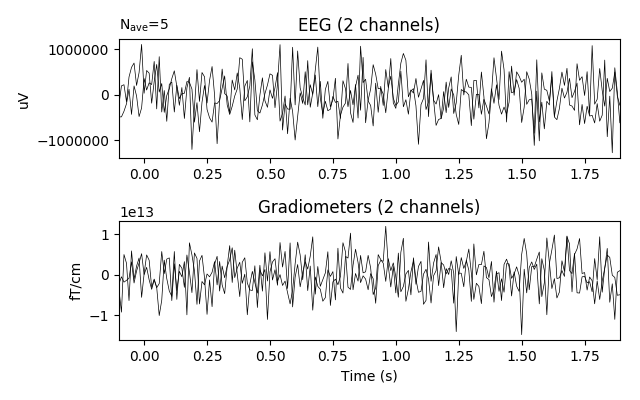 N_ave=5
EEG (2 channels)
1000000
0
−1000000
uV
0.00 0.25 0.50 0.75 1.00 1.25 1.50 1.75
1e13
Gradiometers (2 channels)
1
0
−1
fT/cm
0.00 0.25 0.50 0.75 1.00 1.25 1.50 1.75
Time (s)